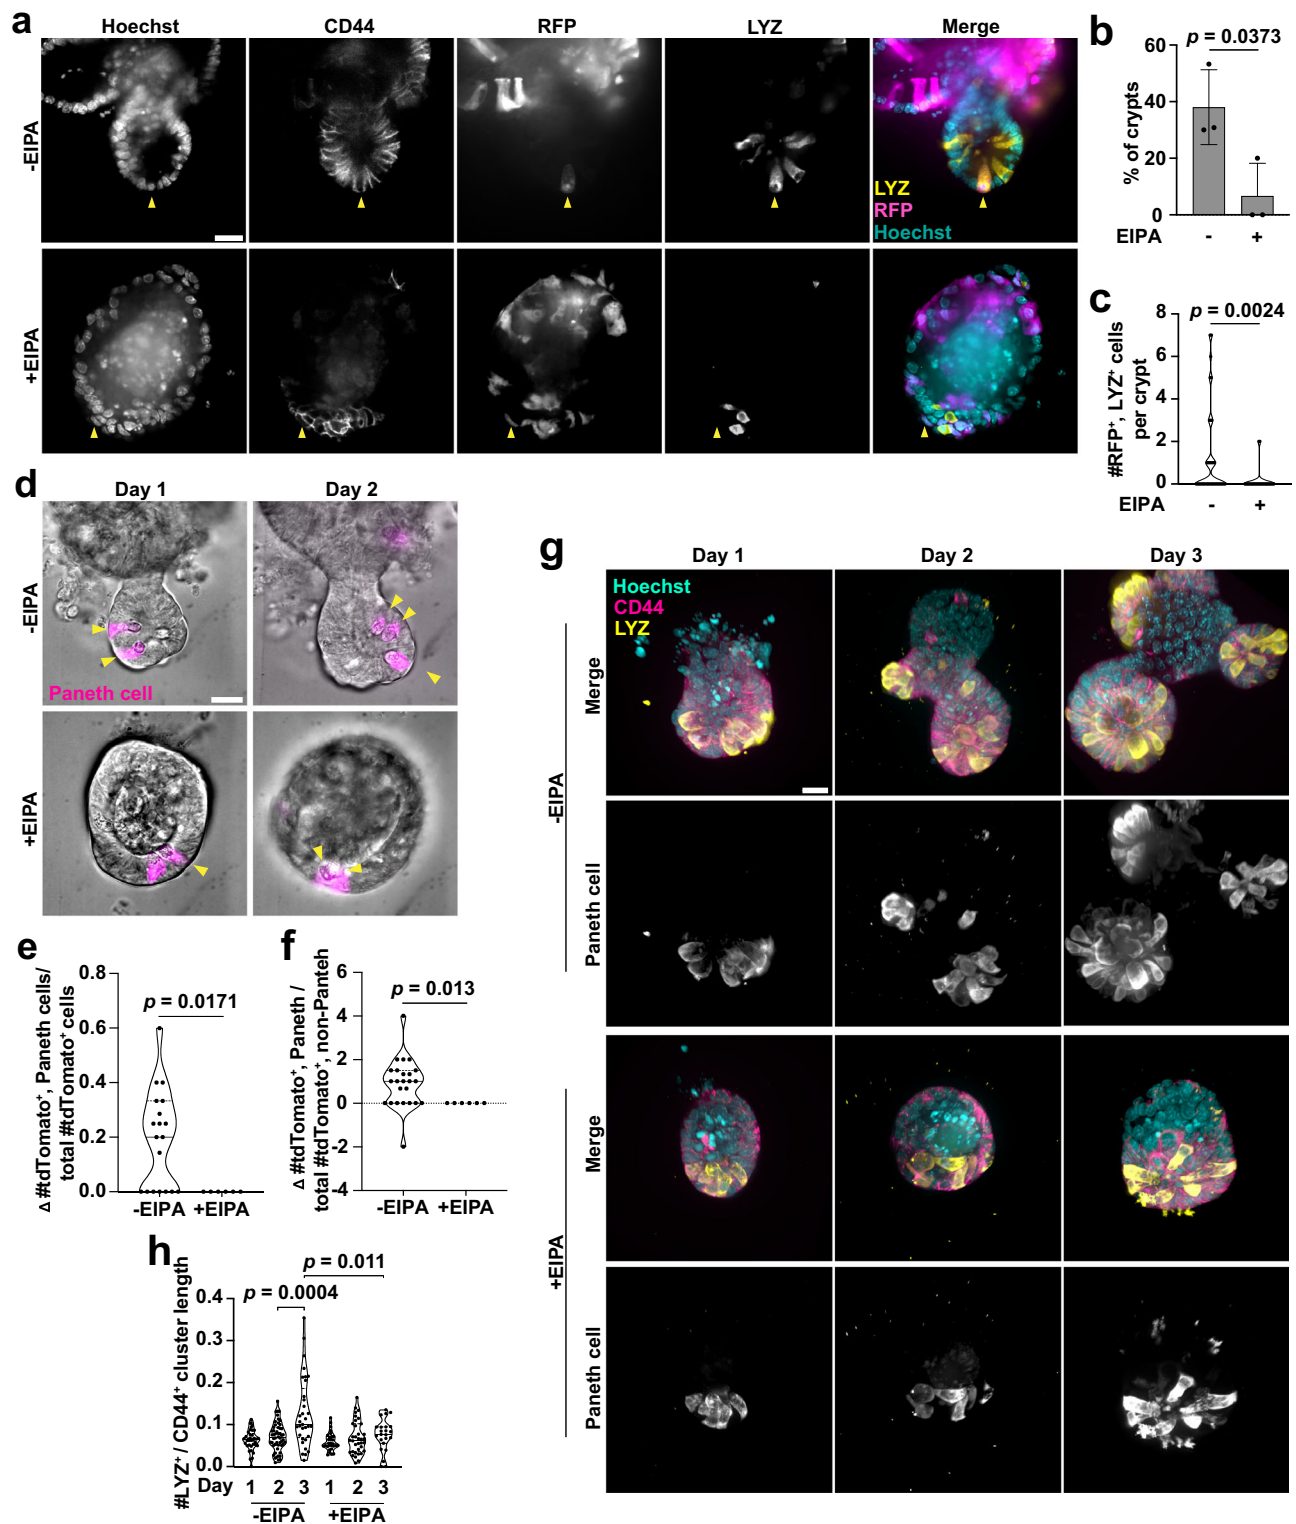 a
Hoechst
CD44
RFP
LYZ
Merge
-EIPA
LYZ
RFP
Hoechst
+EIPA
b
p = 0.0373
% of crypts
60
40
20
0
EIPA - +
c
p = 0.0024
#RFP⁺, LYZ⁺ cells
per crypt
8
6
4
2
0
EIPA - +
d
Day 1
Day 2
-EIPA
Paneth cell
+EIPA
e
Δ #tdTomato⁺, Paneth cells/
total #tdTomato⁺ cells
p = 0.0171
0.8
0.6
0.4
0.2
0.0
-EIPA +EIPA
f
Δ #tdTomato⁺, Paneth /
total #tdTomato⁺, non-Panteh
p = 0.013
6
4
2
0
-2
-4
-EIPA +EIPA
g
Day 1
Day 2
Day 3
Hoechst
CD44
LYZ
-EIPA
Merge
Paneth cell
+EIPA
Merge
Paneth cell
h
#LYZ⁺ / CD44⁺ cluster length
p = 0.011
p = 0.0004
0.4
0.3
0.2
0.1
0.0
Day 1 2 3 1 2 3
-EIPA +EIPA